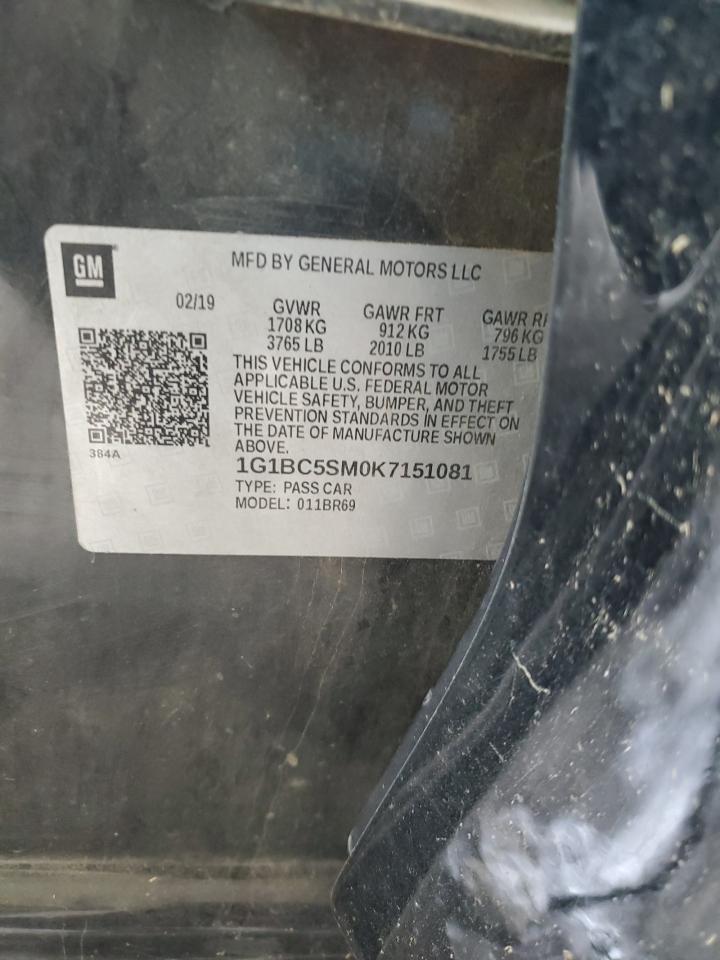 GM
MFD BY GENERAL MOTORS LLC
02/19
GVWR GAWR FRT GAWR
1708 KG 912 KG 796 KG
3765 LB 2010 LB 1755 LB
THIS VEHICLE CONFORMS TO ALL
APPLICABLE U.S. FEDERAL MOTOR
VEHICLE SAFETY, BUMPER, AND THEFT
PREVENTION STANDARDS IN EFFECT ON
THE DATE OF MANUFACTURE SHOWN
ABOVE.
384A
1G1BC5SM0K7151081
TYPE: PASS CAR
MODEL: 011BR69